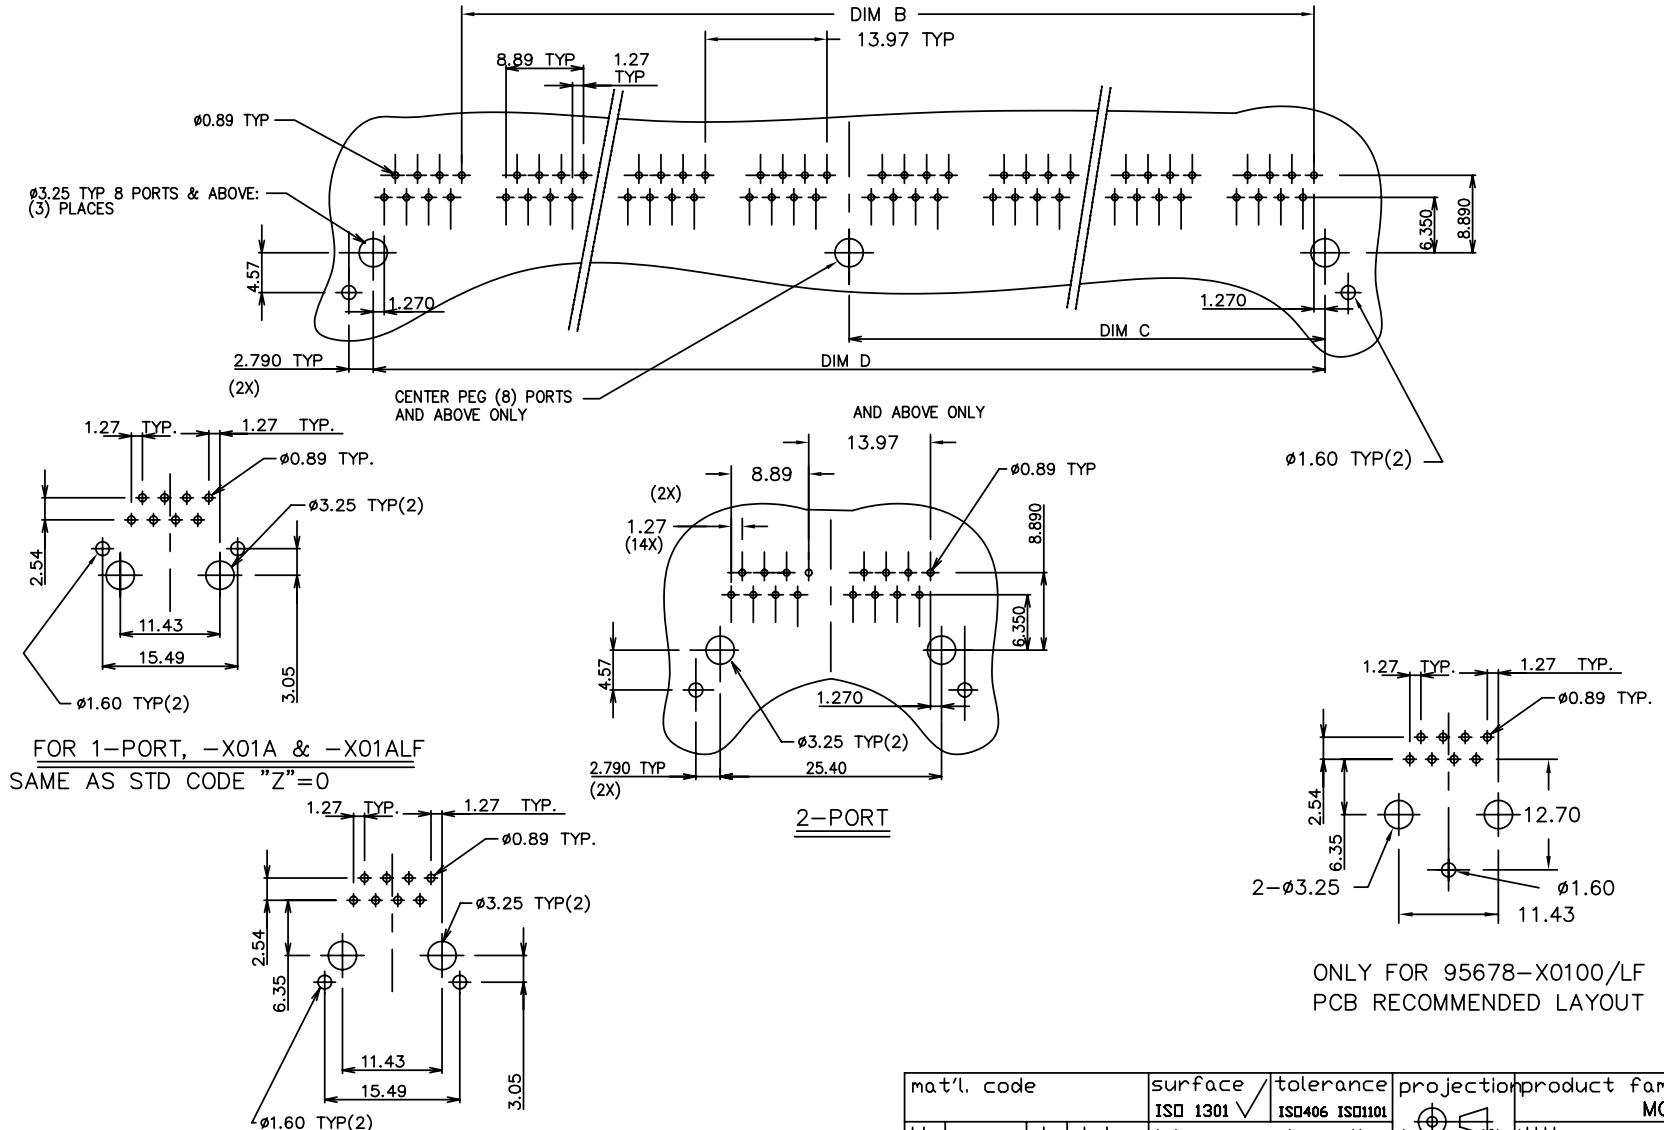 DIM B
13.97 TYP
8.89 TYP
1.27
TYP
ø0.89 TYP
ø3.25 TYP 8 PORTS & ABOVE:
(3) PLACES
4.57
1.270
6.350
8.890
1.270
DIM C
2.790 TYP
(2X)
DIM D
CENTER PEG (8) PORTS
AND ABOVE ONLY
ø1.60 TYP(2)
1.27 TYP.
1.27 TYP.
ø0.89 TYP.
ø3.25 TYP(2)
2.54
11.43
15.49
3.05
ø1.60 TYP(2)
FOR 1-PORT, -X01A & -X01ALF
SAME AS STD CODE "Z"=0
AND ABOVE ONLY
13.97
8.89
ø0.89 TYP
(2X)
1.27
(14X)
8.890
6.350
4.57
1.270
ø3.25 TYP(2)
2.790 TYP
(2X)
25.40
2-PORT
1.27 TYP.
1.27 TYP.
ø0.89 TYP.
2.54
6.35
12.70
2-ø3.25
ø1.60
11.43
ONLY FOR 95678-X0100/LF
PCB RECOMMENDED LAYOUT
1.27 TYP.
1.27 TYP.
ø0.89 TYP.
ø3.25 TYP(2)
2.54
6.35
11.43
15.49
3.05
ø1.60 TYP(2)
mat'l. code
surface
ISO 1301
tolerance
ISO406 ISO1101
projection
product fam